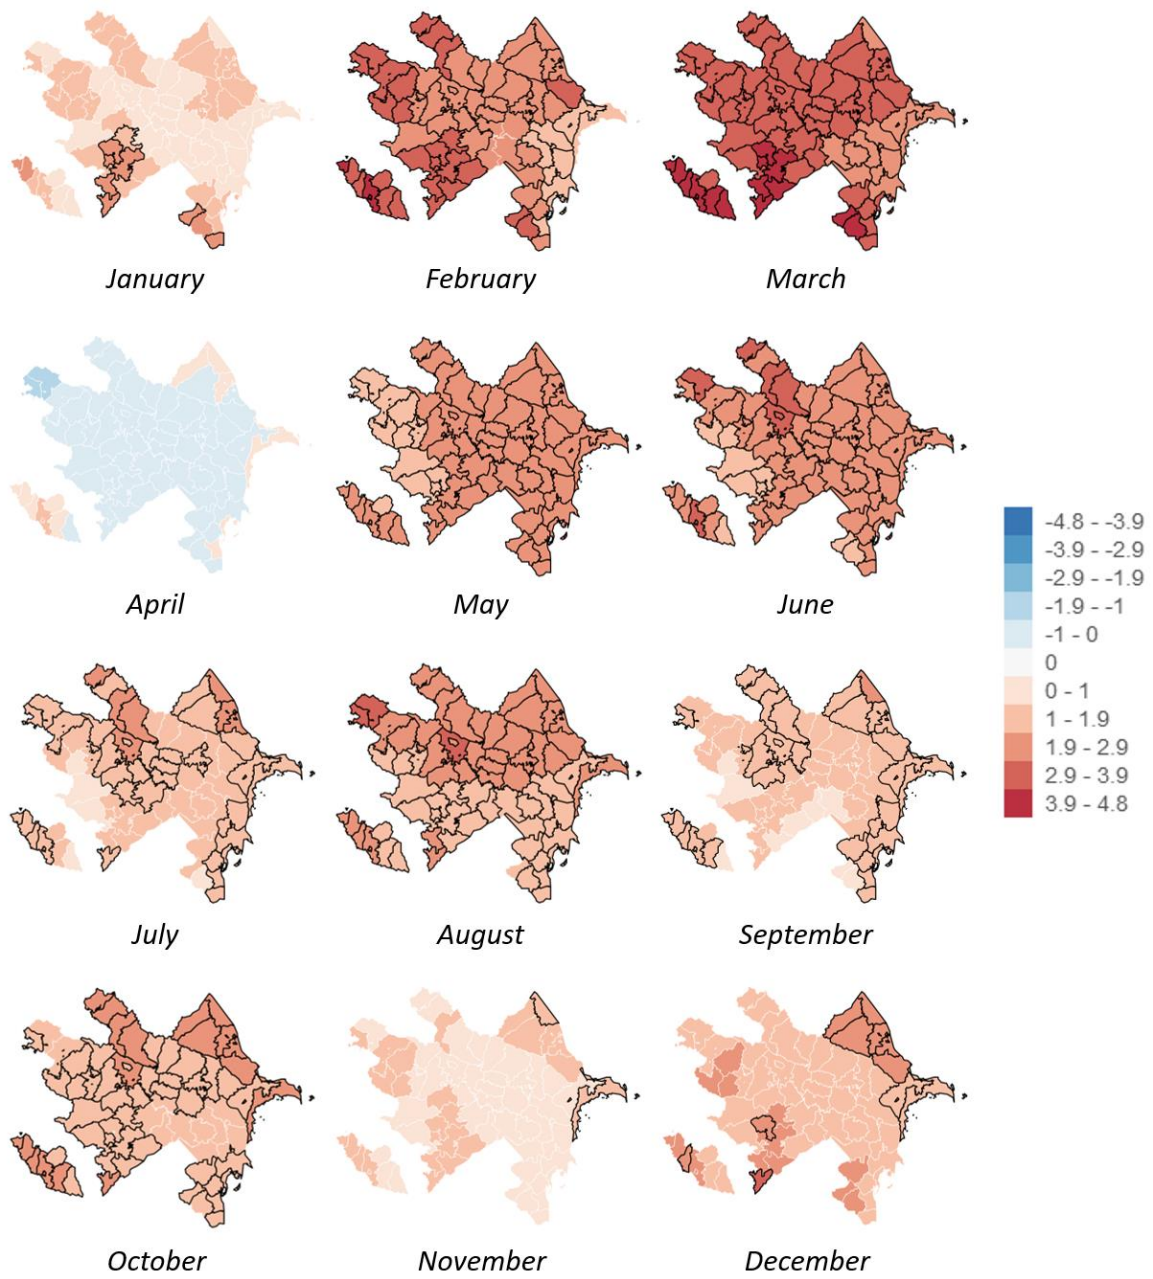 January
February
March
April
May
June
-4.8 - -3.9
-3.9 - -2.9
-2.9 - -1.9
-1.9 - -1
-1 - 0
0
0 - 1
1 - 1.9
1.9 - 2.9
2.9 - 3.9
3.9 - 4.8
July
August
September
October
November
December